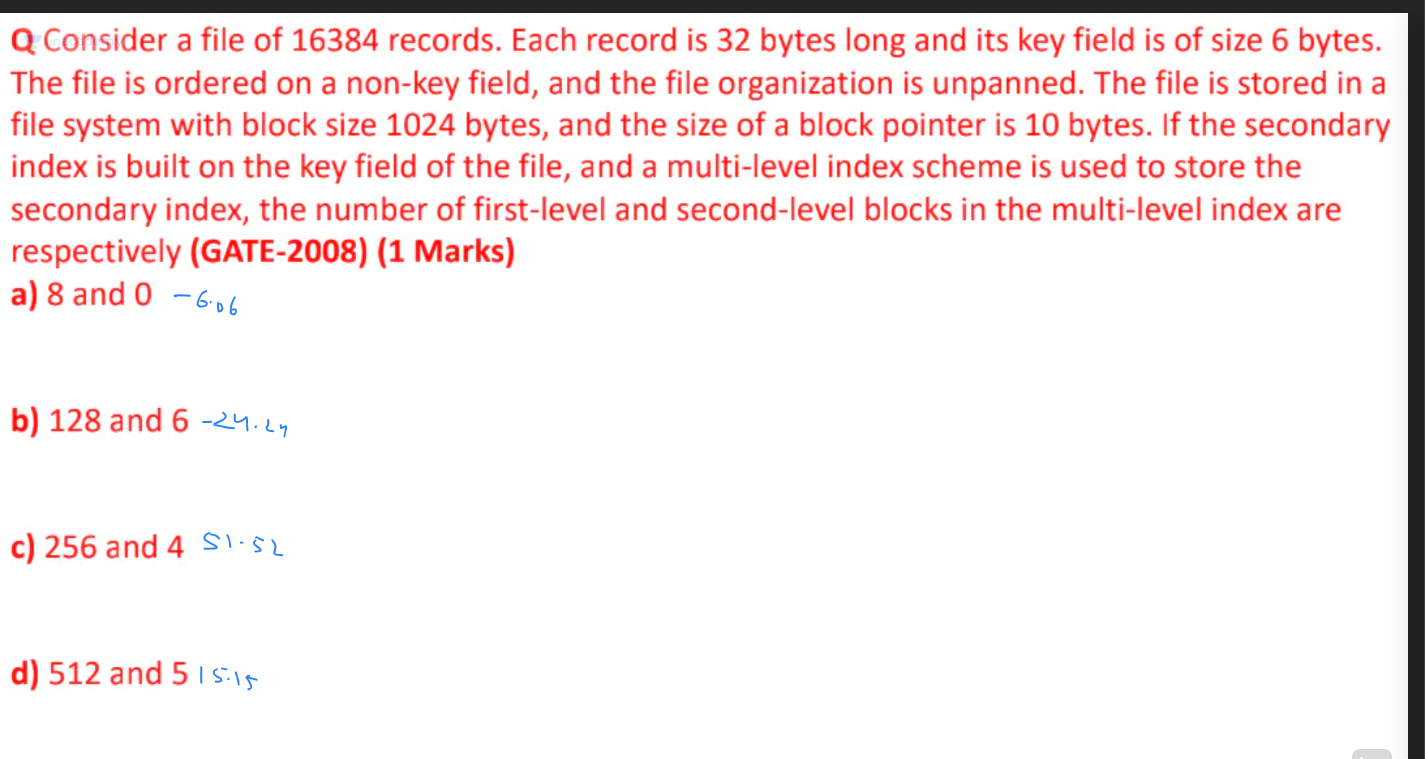 Q Consider a file of 16384 records. Each record is 32 bytes long and its key field is of size 6 bytes.
The file is ordered on a non-key field, and the file organization is unpanned. The file is stored in a
file system with block size 1024 bytes, and the size of a block pointer is 10 bytes. If the secondary
index is built on the key field of the file, and a multi-level index scheme is used to store the
secondary index, the number of first-level and second-level blocks in the multi-level index are
respectively (GATE-2008) (1 Marks)
a) 8 and 0 - 6.06
b) 128 and 6 -24.24
c) 256 and 4 51.52
d) 512 and 5 15.15